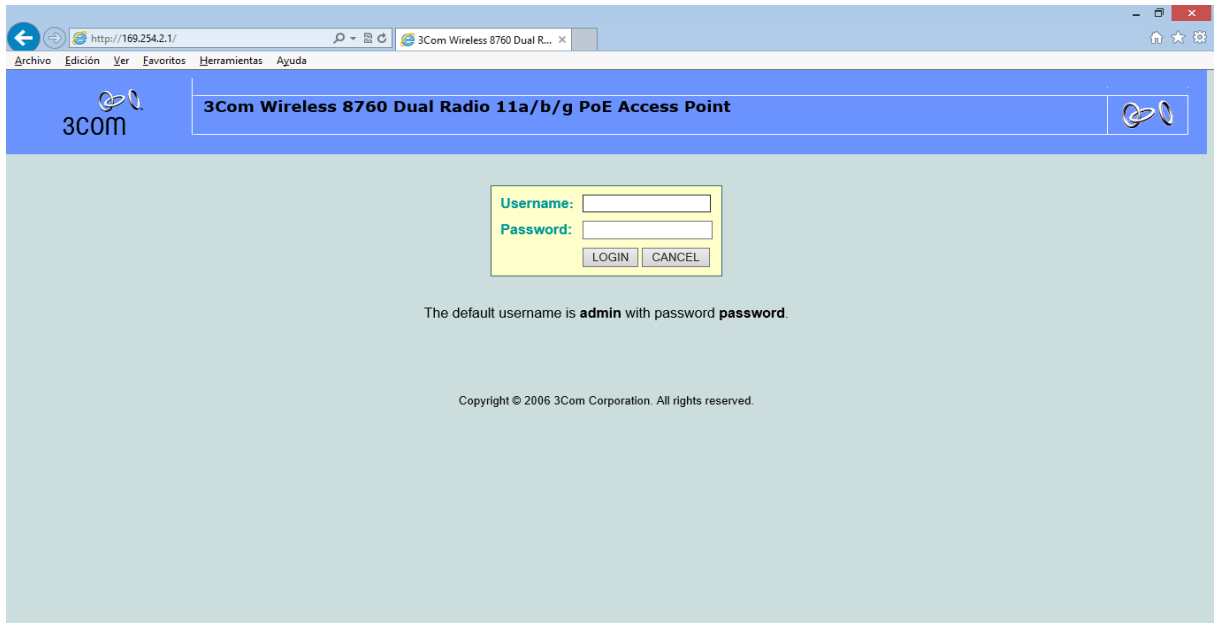 http://169.254.2.1/
3Com Wireless 8760 Dual R...
Archivo Edición Ver Favoritos Herramientas Ayuda
3COM
3Com Wireless 8760 Dual Radio 11a/b/g PoE Access Point
Username:
Password:
LOGIN CANCEL
The default username is admin with password password.
Copyright © 2006 3Com Corporation. All rights reserved.